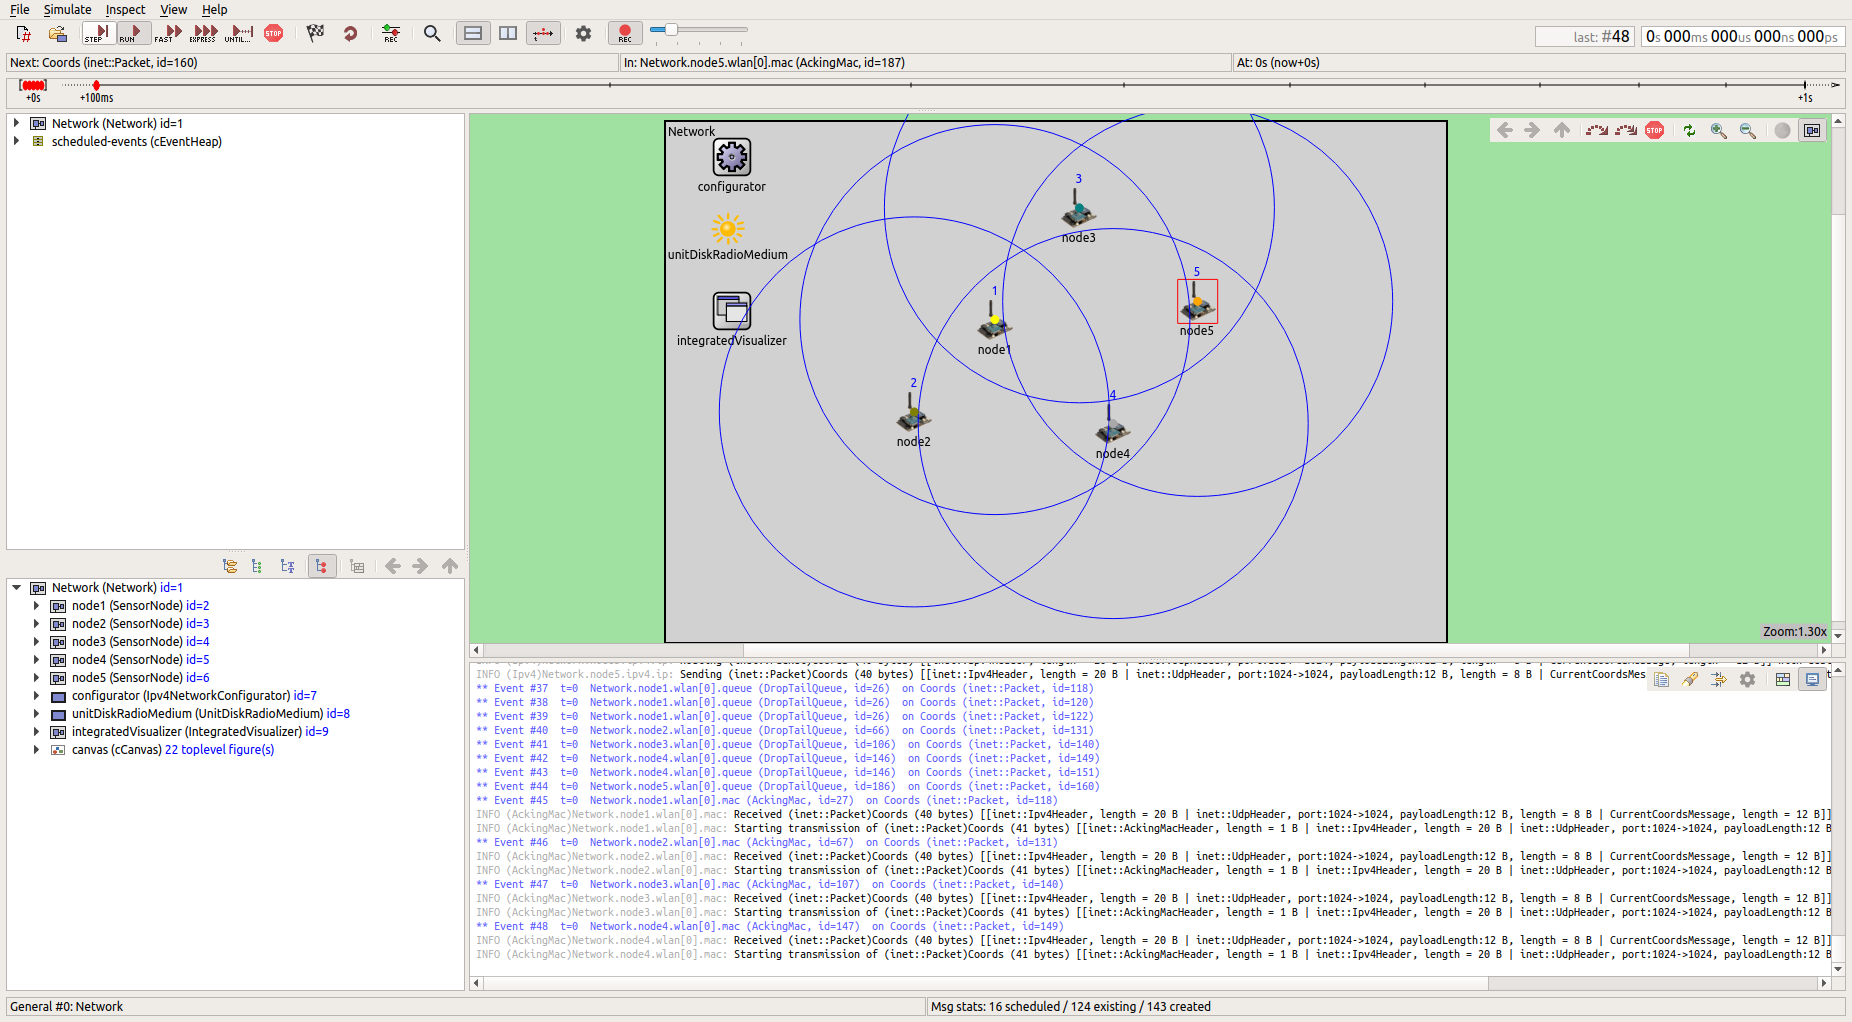 File Simulate Inspect View Help
STEP RUN FAST EXPRESS UNTIL... STOP REC REC
last: #48 0s 000ms 000us 000ns 000ps
Next: Coords (inet::Packet, id=160) In: Network.node5.wlan[0].mac (AckingMac, id=187) At: 0s (now+0s)
+0s +100ms +1s
Network (Network) id=1
scheduled-events (cEventHeap)
Network (Network) id=1
node1 (SensorNode) id=2
node2 (SensorNode) id=3
node3 (SensorNode) id=4
node4 (SensorNode) id=5
node5 (SensorNode) id=6
configurator (Ipv4NetworkConfigurator) id=7
unitDiskRadioMedium (UnitDiskRadioMedium) id=8
integratedVisualizer (IntegratedVisualizer) id=9
canvas (cCanvas) 22 toplevel figure(s)
Network
STOP
configurator
unitDiskRadioMedium
integratedVisualizer
3
node3
5
node5
1
node1
2
node2
4
node4
Zoom:1.30x
INFO (Ipv4)Network.node5.ipv4.ip: Sending (inet::Packet)Coords (40 bytes) [[inet::Ipv4Header, length = 20 B | inet::UdpHeader, port:1024->1024, payloadLength:12 B, length = 8 B | CurrentCoordsMes
** Event #37 t=0 Network.node1.wlan[0].queue (DropTailQueue, id=26) on Coords (inet::Packet, id=118)
** Event #38 t=0 Network.node1.wlan[0].queue (DropTailQueue, id=26) on Coords (inet::Packet, id=120)
** Event #39 t=0 Network.node1.wlan[0].queue (DropTailQueue, id=26) on Coords (inet::Packet, id=122)
** Event #40 t=0 Network.node2.wlan[0].queue (DropTailQueue, id=66) on Coords (inet::Packet, id=131)
** Event #41 t=0 Network.node3.wlan[0].queue (DropTailQueue, id=106) on Coords (inet::Packet, id=140)
** Event #42 t=0 Network.node4.wlan[0].queue (DropTailQueue, id=146) on Coords (inet::Packet, id=149)
** Event #43 t=0 Network.node4.wlan[0].queue (DropTailQueue, id=146) on Coords (inet::Packet, id=151)
** Event #44 t=0 Network.node5.wlan[0].queue (DropTailQueue, id=186) on Coords (inet::Packet, id=160)
** Event #45 t=0 Network.node1.wlan[0].mac (AckingMac, id=27) on Coords (inet::Packet, id=118)
INFO (AckingMac)Network.node1.wlan[0].mac: Received (inet::Packet)Coords (40 bytes) [[inet::Ipv4Header, length = 20 B | inet::UdpHeader, port:1024->1024, payloadLength:12 B, length = 8 B | CurrentCoordsMessage, length = 12 B]]
INFO (AckingMac)Network.node1.wlan[0].mac: Starting transmission of (inet::Packet)Coords (41 bytes) [[inet::AckingMacHeader, length = 1 B | inet::Ipv4Header, length = 20 B | inet::UdpHeader, port:1024->1024, payloadLength:12 B
** Event #46 t=0 Network.node2.wlan[0].mac (AckingMac, id=67) on Coords (inet::Packet, id=131)
INFO (AckingMac)Network.node2.wlan[0].mac: Received (inet::Packet)Coords (40 bytes) [[inet::Ipv4Header, length = 20 B | inet::UdpHeader, port:1024->1024, payloadLength:12 B, length = 8 B | CurrentCoordsMessage, length = 12 B]]
INFO (AckingMac)Network.node2.wlan[0].mac: Starting transmission of (inet::Packet)Coords (41 bytes) [[inet::AckingMacHeader, length = 1 B | inet::Ipv4Header, length = 20 B | inet::UdpHeader, port:1024->1024, payloadLength:12 B
** Event #47 t=0 Network.node3.wlan[0].mac (AckingMac, id=107) on Coords (inet::Packet, id=140)
INFO (AckingMac)Network.node3.wlan[0].mac: Received (inet::Packet)Coords (40 bytes) [[inet::Ipv4Header, length = 20 B | inet::UdpHeader, port:1024->1024, payloadLength:12 B, length = 8 B | CurrentCoordsMessage, length = 12 B]]
INFO (AckingMac)Network.node3.wlan[0].mac: Starting transmission of (inet::Packet)Coords (41 bytes) [[inet::AckingMacHeader, length = 1 B | inet::Ipv4Header, length = 20 B | inet::UdpHeader, port:1024->1024, payloadLength:12 B
** Event #48 t=0 Network.node4.wlan[0].mac (AckingMac, id=147) on Coords (inet::Packet, id=149)
INFO (AckingMac)Network.node4.wlan[0].mac: Received (inet::Packet)Coords (40 bytes) [[inet::Ipv4Header, length = 20 B | inet::UdpHeader, port:1024->1024, payloadLength:12 B, length = 8 B | CurrentCoordsMessage, length = 12 B]]
INFO (AckingMac)Network.node4.wlan[0].mac: Starting transmission of (inet::Packet)Coords (41 bytes) [[inet::AckingMacHeader, length = 1 B | inet::Ipv4Header, length = 20 B | inet::UdpHeader, port:1024->1024, payloadLength:12 B
General #0: Network Msg stats: 16 scheduled / 124 existing / 143 created